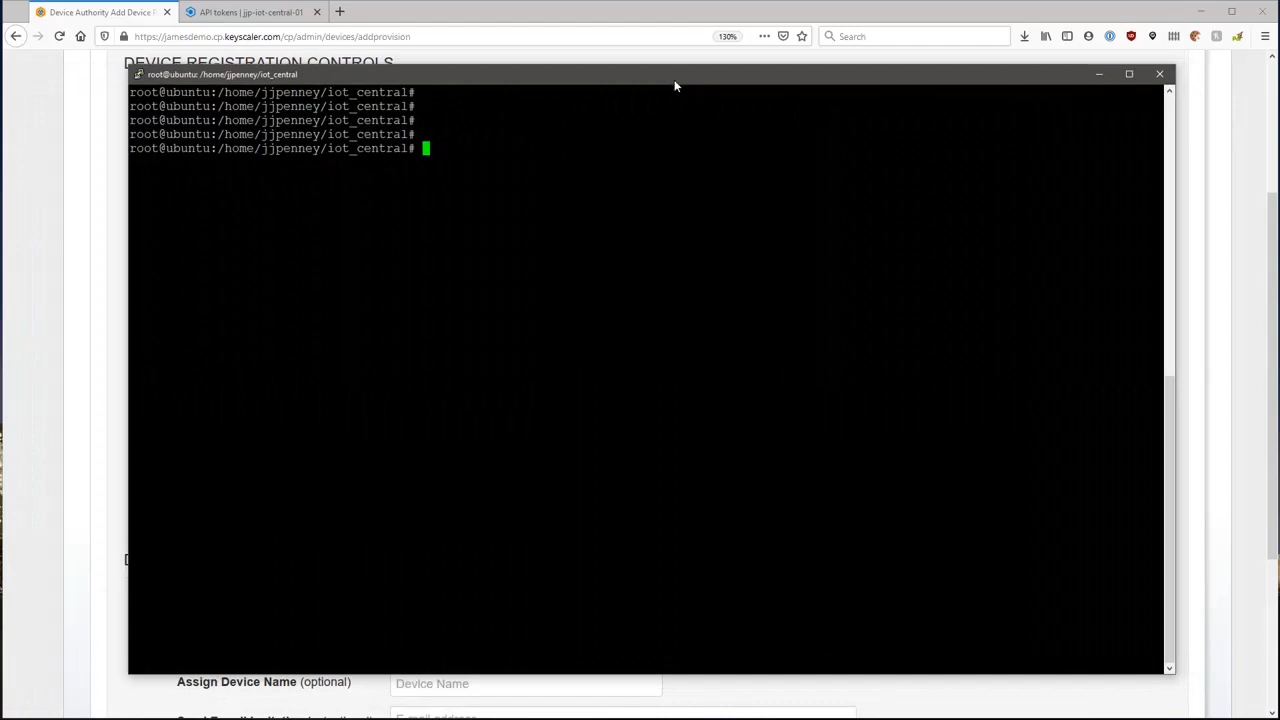 Device Authority Add Device P
API tokens | jjp-iot-central-01
https://jamesdemo.cp.keyscaler.com/cp/admin/devices/addprovision
130%
Search
DEVICE REGISTRATION CONTROLS
root@ubuntu: /home/jjpenney/iot_central
root@ubuntu:/home/jjpenney/iot_central#
root@ubuntu:/home/jjpenney/iot_central#
root@ubuntu:/home/jjpenney/iot_central#
root@ubuntu:/home/jjpenney/iot_central#
root@ubuntu:/home/jjpenney/iot_central#
Assign Device Name (optional)
Device Name
E-mail address